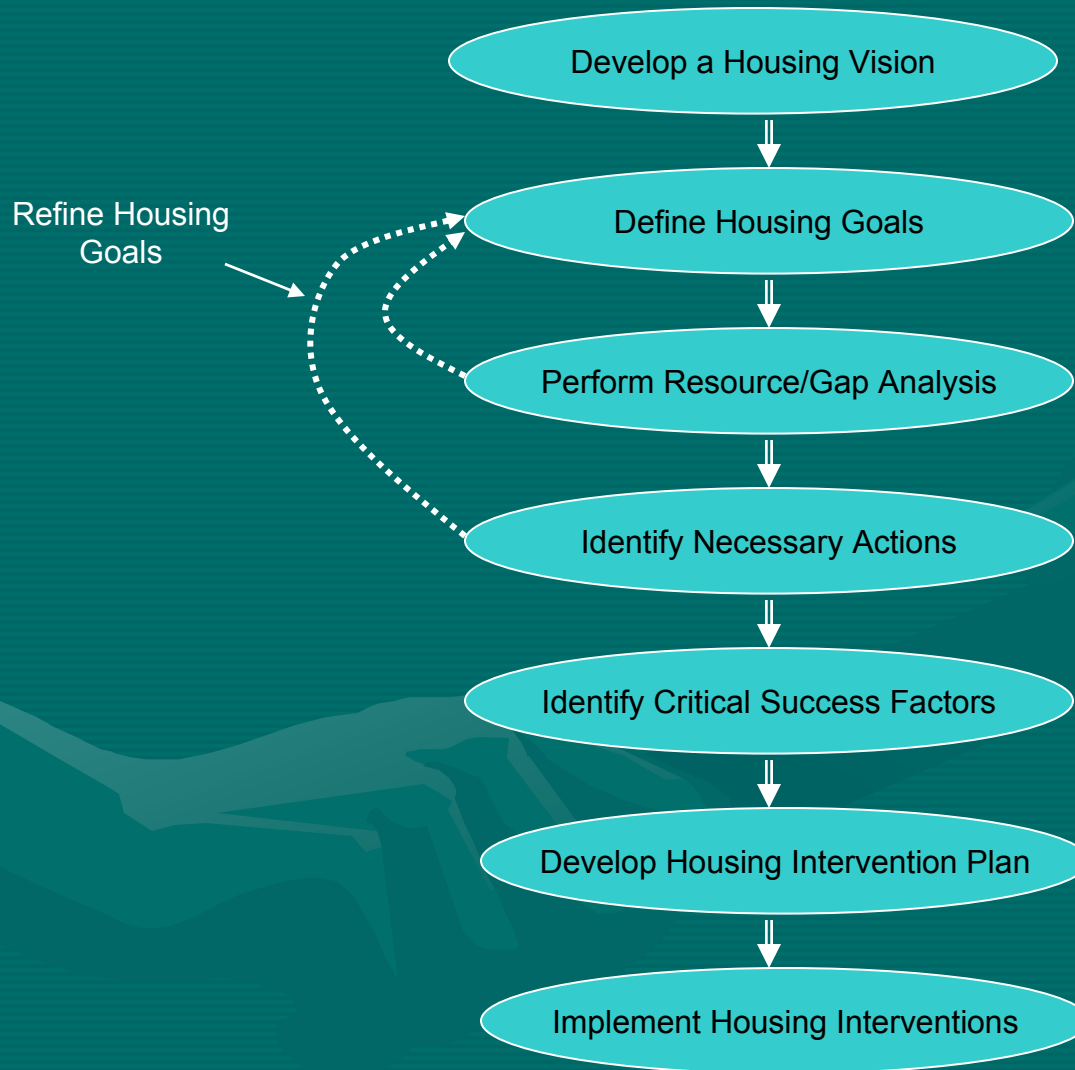 Develop a Housing Vision
Refine Housing
Goals
Define Housing Goals
Perform Resource/Gap Analysis
Identify Necessary Actions
Identify Critical Success Factors
Develop Housing Intervention Plan
Implement Housing Interventions